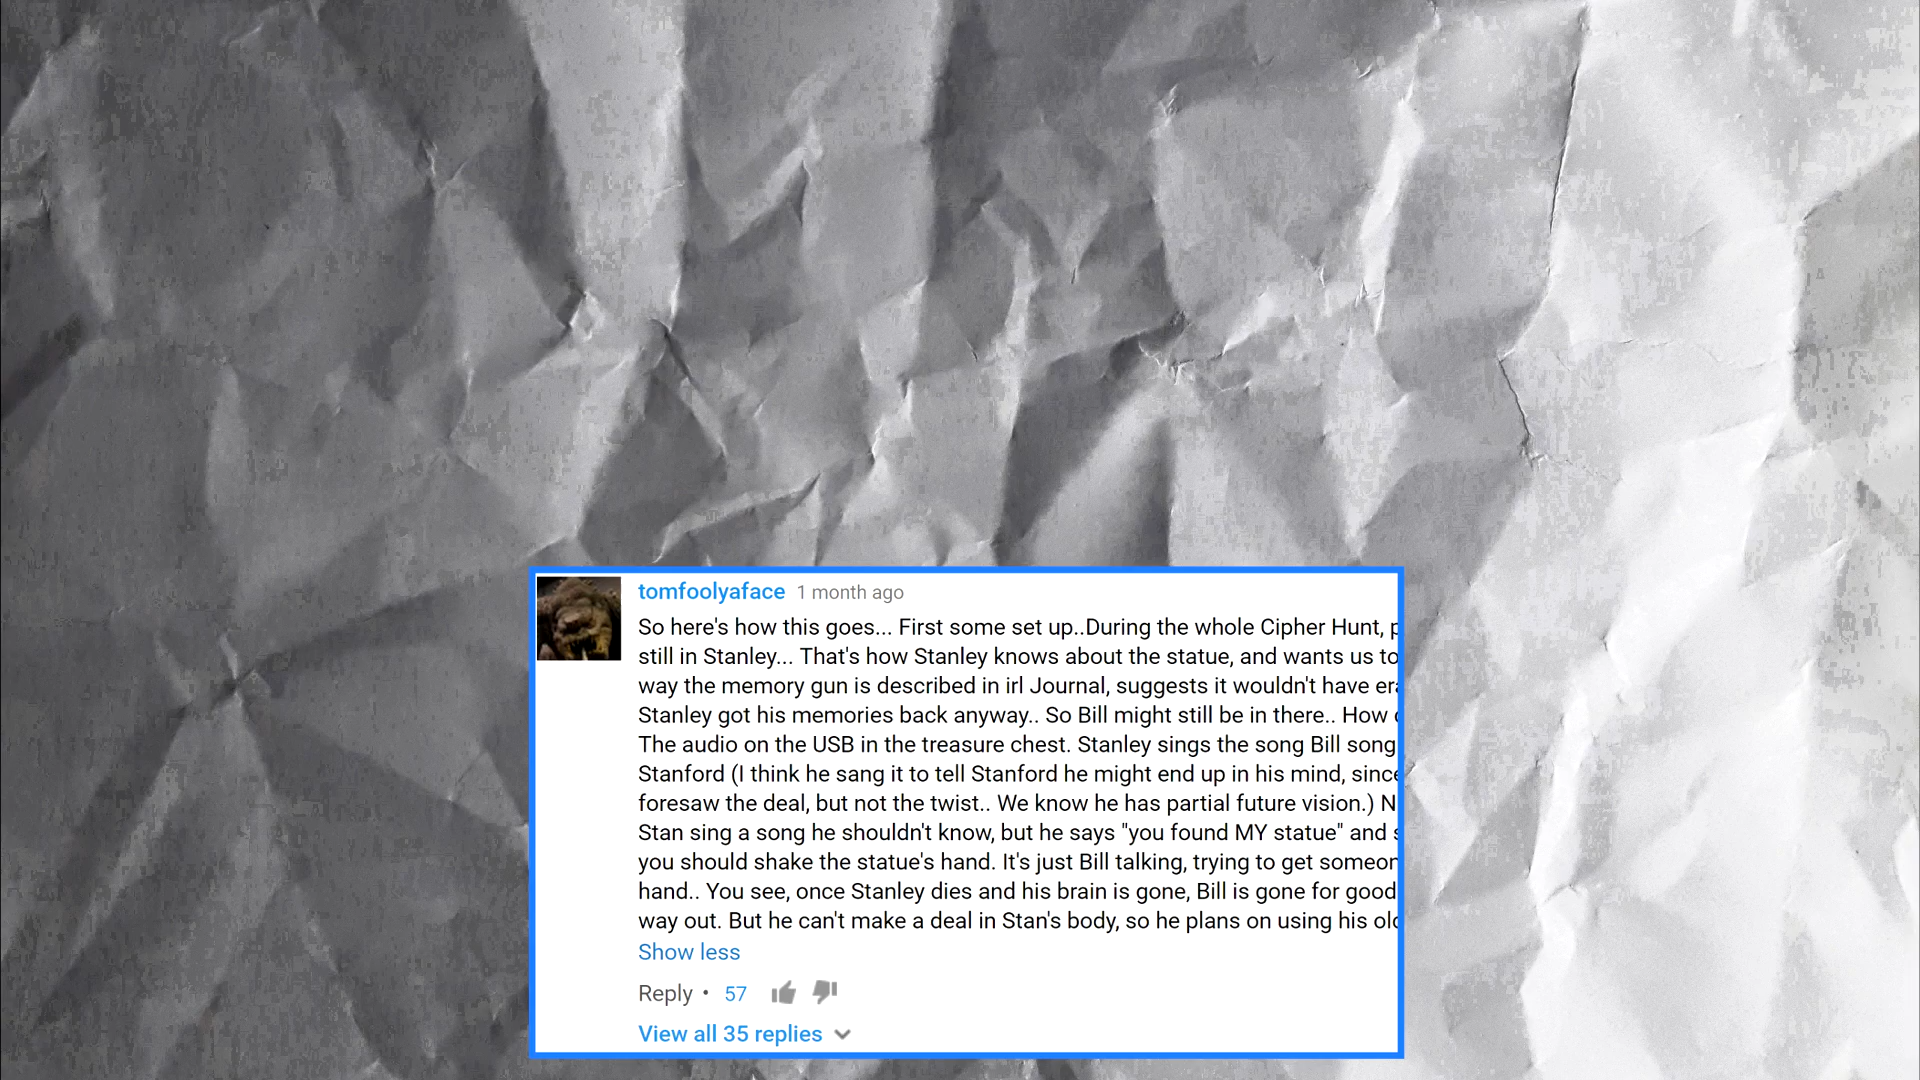 tomfoolyaface 1 month ago
So here's how this goes... First some set up..During the whole Cipher Hunt, p
still in Stanley... That's how Stanley knows about the statue, and wants us to
way the memory gun is described in irl Journal, suggests it wouldn't have era
Stanley got his memories back anyway.. So Bill might still be in there.. How
The audio on the USB in the treasure chest. Stanley sings the song Bill song
Stanford (I think he sang it to tell Stanford he might end up in his mind, since
foresaw the deal, but not the twist.. We know he has partial future vision.) N
Stan sing a song he shouldn't know, but he says "you found MY statue" and s
you should shake the statue's hand. It's just Bill talking, trying to get someon
hand.. You see, once Stanley dies and his brain is gone, Bill is gone for good
way out. But he can't make a deal in Stan's body, so he plans on using his old
Show less
Reply • 57
View all 35 replies